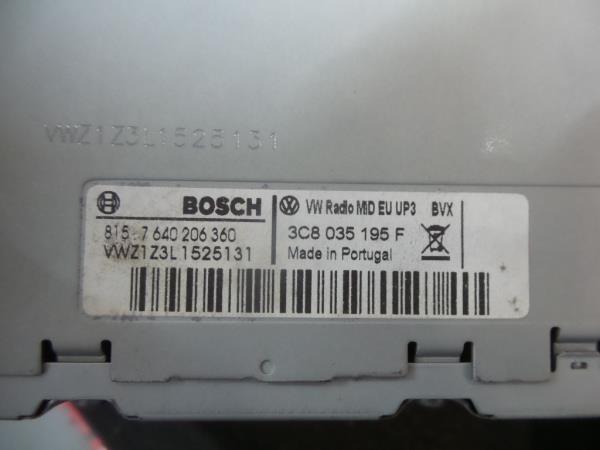 VWZ1Z3L1525131
BOSCH
815. 7 640 206 360
VWZ1Z3L1525131
VW Radio MiD EU UP3 BVX
3C8 035 195 F
Made in Portugal